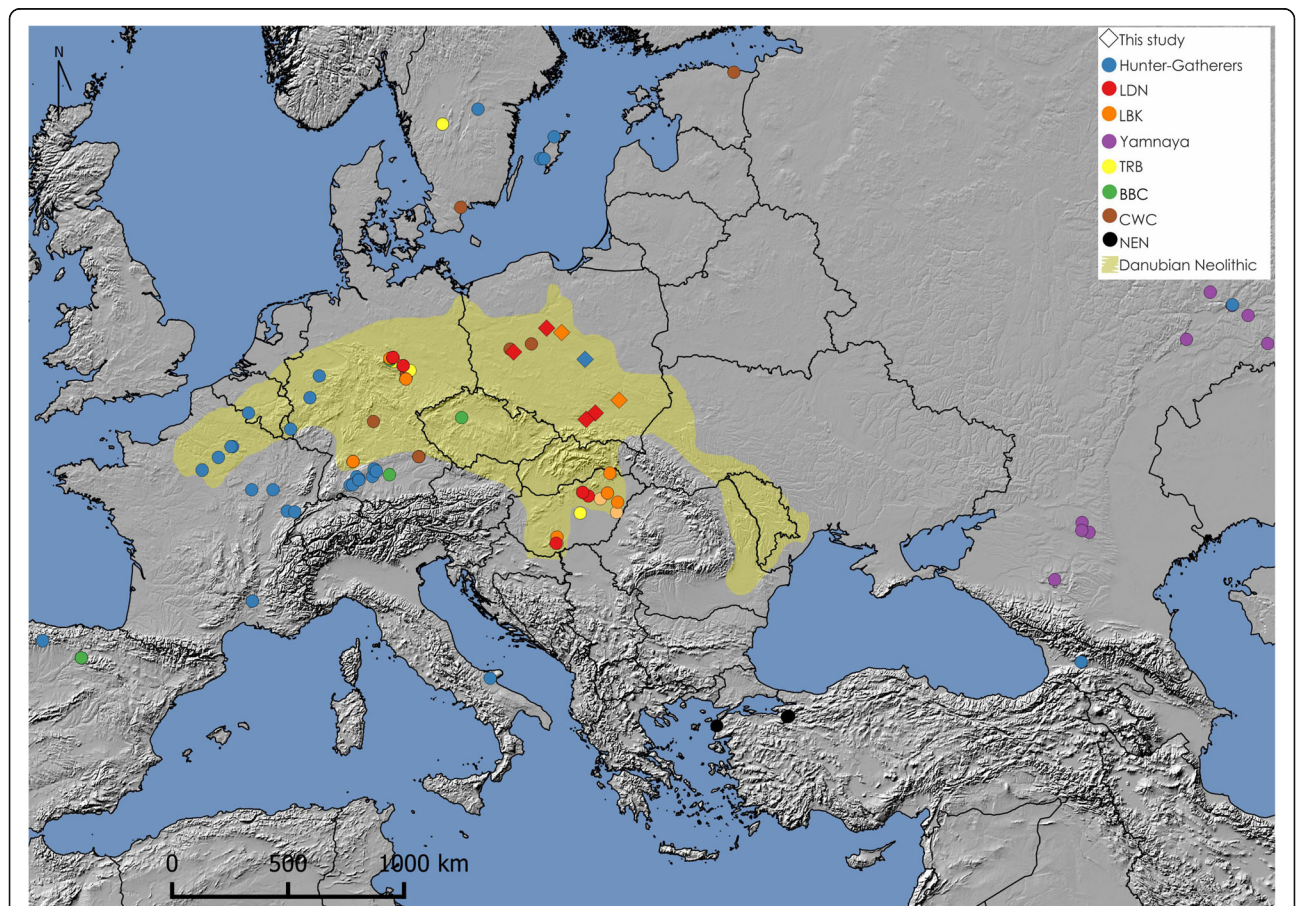 N
This study
Hunter-Gatherers
LDN
LBK
Yamnaya
TRB
BBC
CWC
NEN
Danubian Neolithic
0 500 1000 km